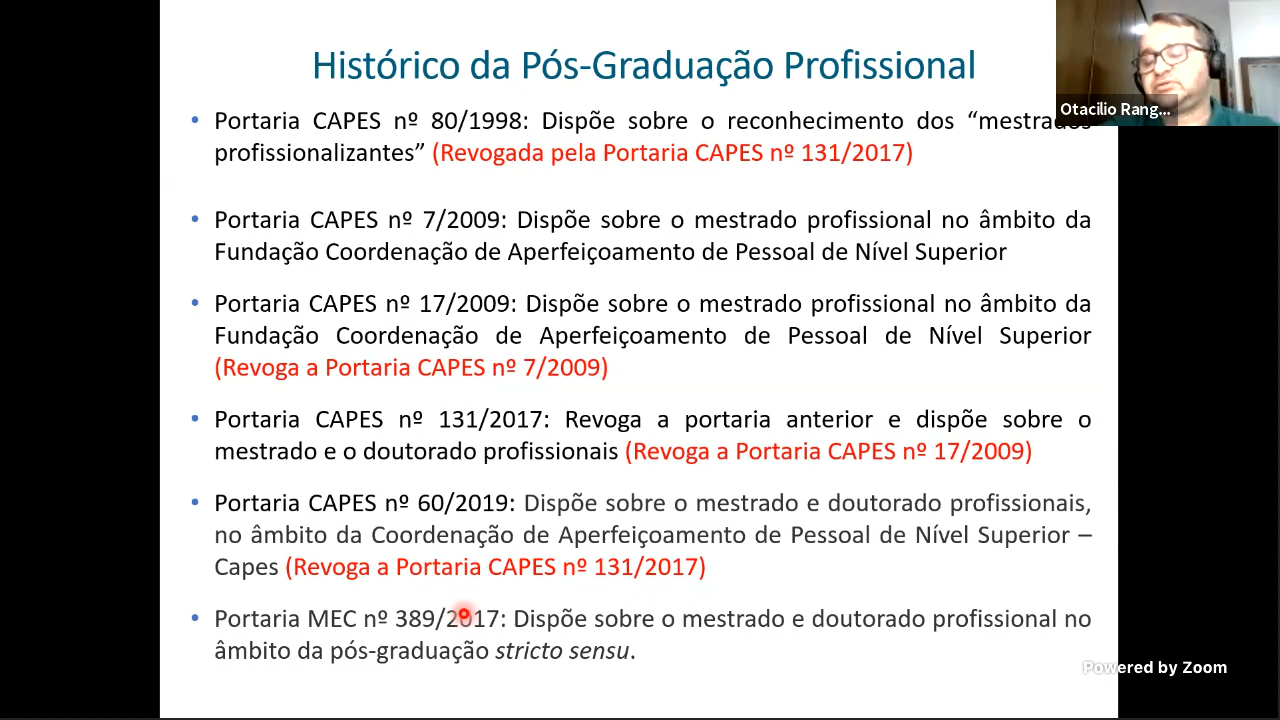 Histórico da Pós-Graduação Profissional
• Portaria CAPES nº 80/1998: Dispõe sobre o reconhecimento dos “mestrados
profissionalizantes” (Revogada pela Portaria CAPES nº 131/2017)
• Portaria CAPES nº 7/2009: Dispõe sobre o mestrado profissional no âmbito da
Fundação Coordenação de Aperfeiçoamento de Pessoal de Nível Superior
• Portaria CAPES nº 17/2009: Dispõe sobre o mestrado profissional no âmbito da
Fundação Coordenação de Aperfeiçoamento de Pessoal de Nível Superior
(Revoga a Portaria CAPES nº 7/2009)
• Portaria CAPES nº 131/2017: Revoga a portaria anterior e dispõe sobre o
mestrado e o doutorado profissionais (Revoga a Portaria CAPES nº 17/2009)
• Portaria CAPES nº 60/2019: Dispõe sobre o mestrado e doutorado profissionais,
no âmbito da Coordenação de Aperfeiçoamento de Pessoal de Nível Superior –
Capes (Revoga a Portaria CAPES nº 131/2017)
• Portaria MEC nº 389/2017: Dispõe sobre o mestrado e doutorado profissional no
âmbito da pós-graduação stricto sensu.
Otacilio Rang...
Powered by Zoom